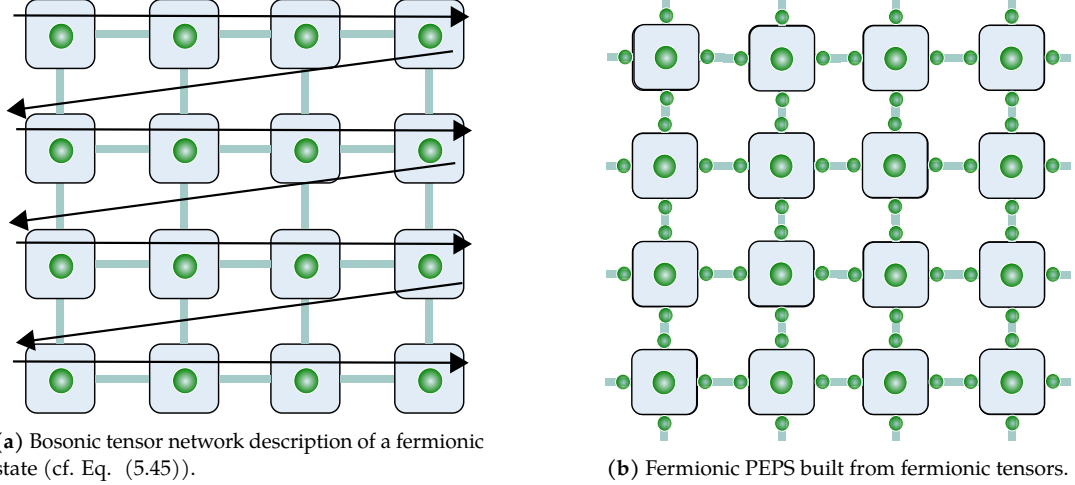 (a) Bosonic tensor network description of a fermionic
state (cf. Eq. (5.45)).
(b) Fermionic PEPS built from fermionic tensors.